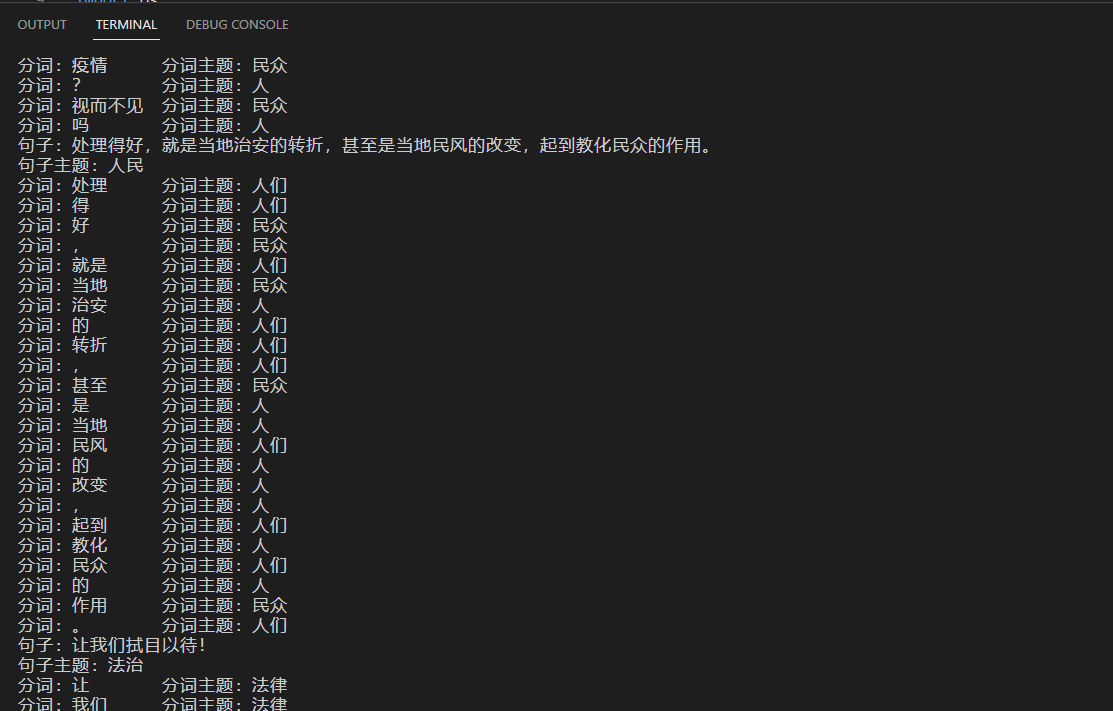 OUTPUT TERMINAL DEBUG CONSOLE
分词：疫情 分词主题：民众
分词：？ 分词主题：人
分词：视而不见 分词主题：民众
分词：吗 分词主题：人
句子：处理得好，就是当地治安的转折，甚至是当地民风的改变，起到教化民众的作用。
句子主题：人民
分词：处理 分词主题：人们
分词：得 分词主题：人们
分词：好 分词主题：民众
分词：， 分词主题：民众
分词：就是 分词主题：人们
分词：当地 分词主题：民众
分词：治安 分词主题：人
分词：的 分词主题：人们
分词：转折 分词主题：人们
分词：， 分词主题：人们
分词：甚至 分词主题：民众
分词：是 分词主题：人
分词：当地 分词主题：人
分词：民风 分词主题：人们
分词：的 分词主题：人
分词：改变 分词主题：人
分词：， 分词主题：人
分词：起到 分词主题：人们
分词：教化 分词主题：人
分词：民众 分词主题：人们
分词：的 分词主题：人
分词：作用 分词主题：民众
分词：。 分词主题：人们
句子：让我们拭目以待！
句子主题：法治
分词：让 分词主题：法律
分词：我们 分词主题：法律